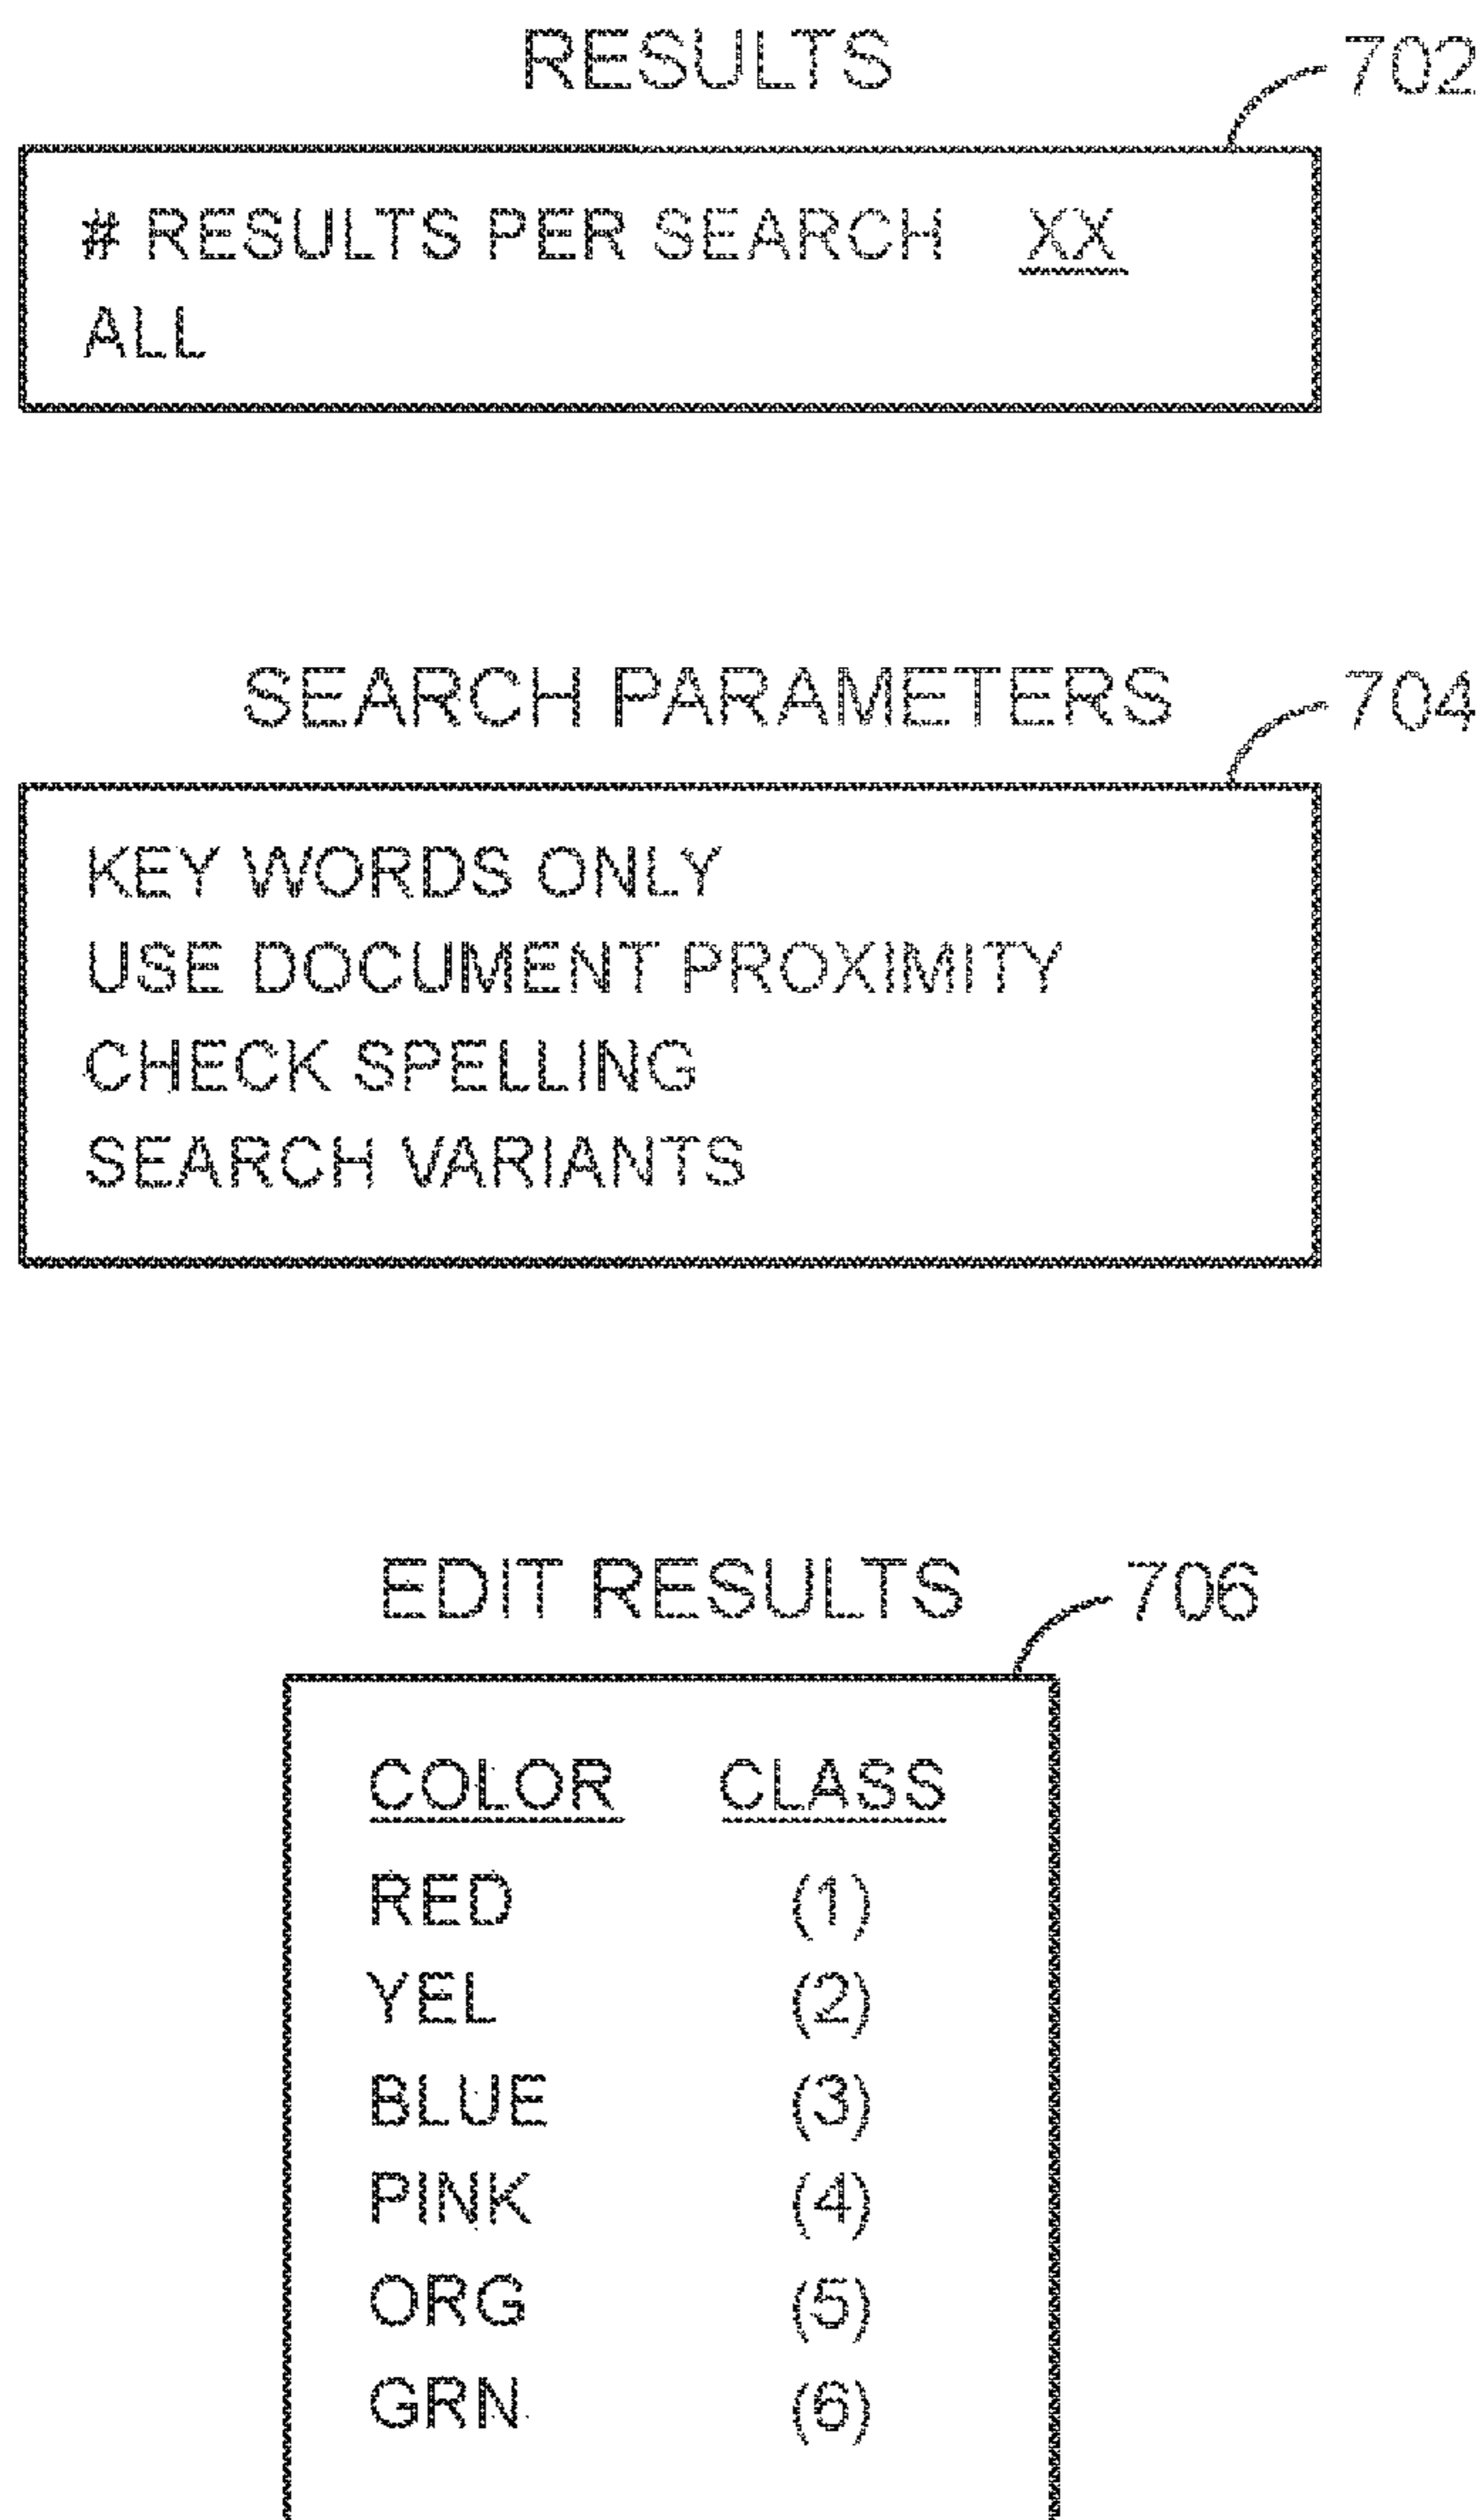 RESULTS
702
# RESULTS PER SEARCH XX
ALL
SEARCH PARAMETERS
704
KEY WORDS ONLY
USE DOCUMENT PROXIMITY
CHECK SPELLING
SEARCH VARIANTS
EDIT RESULTS
706
COLOR CLASS
RED (1)
YEL (2)
BLUE (3)
PINK (4)
ORG (5)
GRN (6)